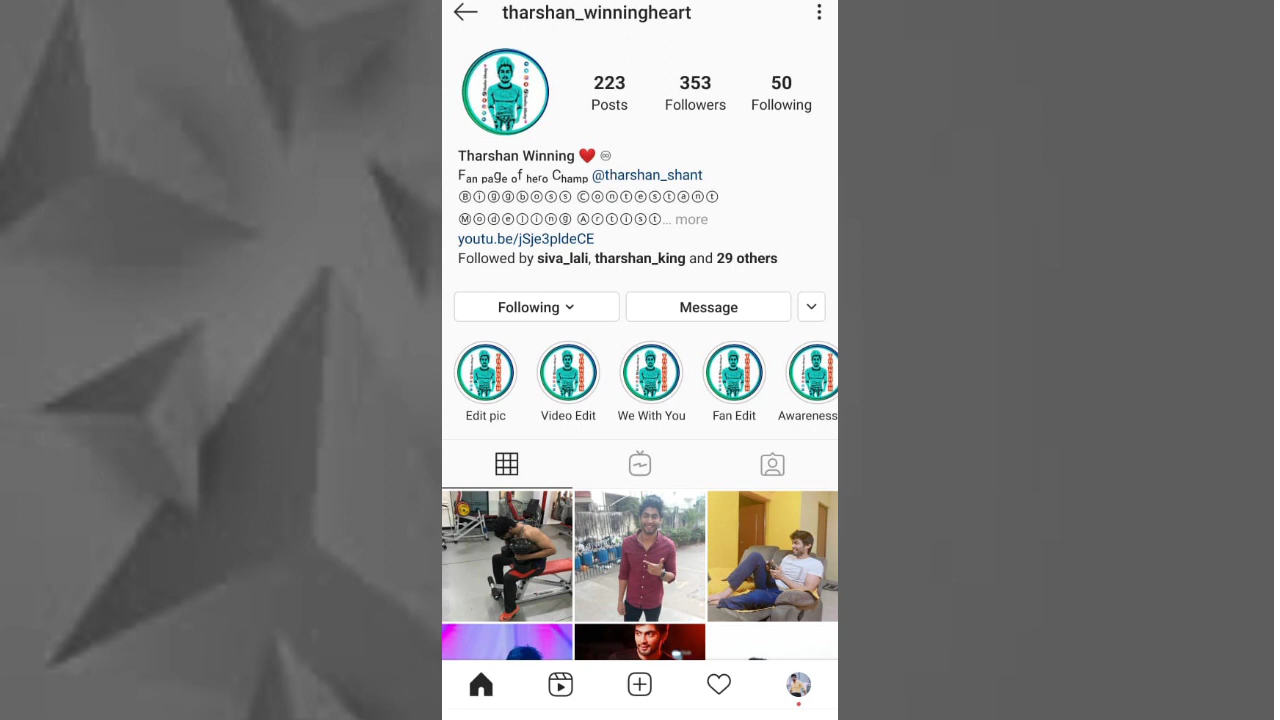 tharshan_winningheart
223 353 50
Posts Followers Following
Tharshan Winning ❤️ ♾
Fₐₙ ₚₐgₑ ₒf ₕₑᵣₒ Cₕₐₘₚ @tharshan_shant
Ⓑⓘⓖⓖⓑⓞⓢⓢ Ⓒⓞⓝⓣⓔⓢⓣⓐⓝⓣ
Ⓜⓞⓓⓔⓛⓛⓘⓝⓖ Ⓐⓡⓣⓘⓢⓣ... more
youtu.be/jSje3pldeCE
Followed by siva_lali, tharshan_king and 29 others
Following Message
Edit pic Video Edit We With You Fan Edit Awareness